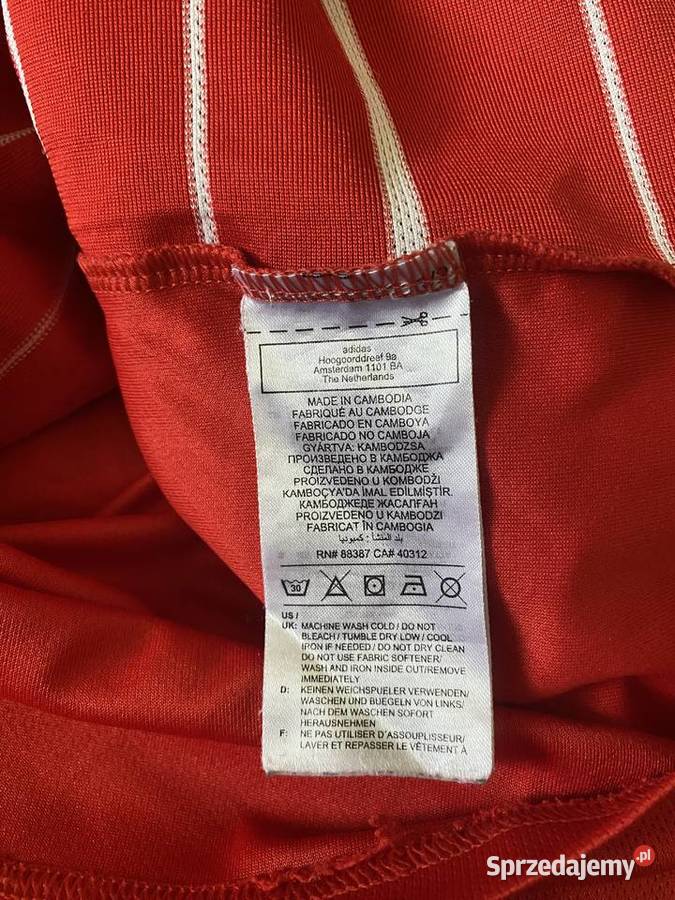 adidas
Hoogoorddreef 9a
Amsterdam 1101 BA
The Netherlands
MADE IN CAMBODIA
FABRIQUÉ AU CAMBODGE
FABRICADO EN CAMBOYA
FABRICADO NO CAMBOJA
GYÁRTVA: KAMBODZSA
ПРОИЗВЕДЕНО В КАМБОДЖА
СДЕЛАНО В КАМБОДЖЕ
PROIZVEDENO U KOMBODŽI
KAMBOÇYA'DA İMAL EDİLMİŞTİR.
КАМБОДЖЕДЕ ЖАСАЛҒАН
PROIZVEDENO U KAMBODZI
FABRICAT ÎN CAMBOGIA
بلد المنشأ : كمبوديا
RN# 88387 CA# 40312
30
US /
UK: MACHINE WASH COLD / DO NOT
BLEACH / TUMBLE DRY LOW / COOL
IRON IF NEEDED / DO NOT DRY CLEAN
DO NOT USE FABRIC SOFTENER/
WASH AND IRON INSIDE OUT/REMOVE
IMMEDIATELY
D: KEINEN WEICHSPUELER VERWENDEN/
WASCHEN UND BUEGELN VON LINKS/
NACH DEM WASCHEN SOFORT
HERAUSNEHMEN
F: NE PAS UTILISER D'ASSOUPLISSEUR/
LAVER ET REPASSER LE VÊTEMENT À
Sprzedajemy.pl